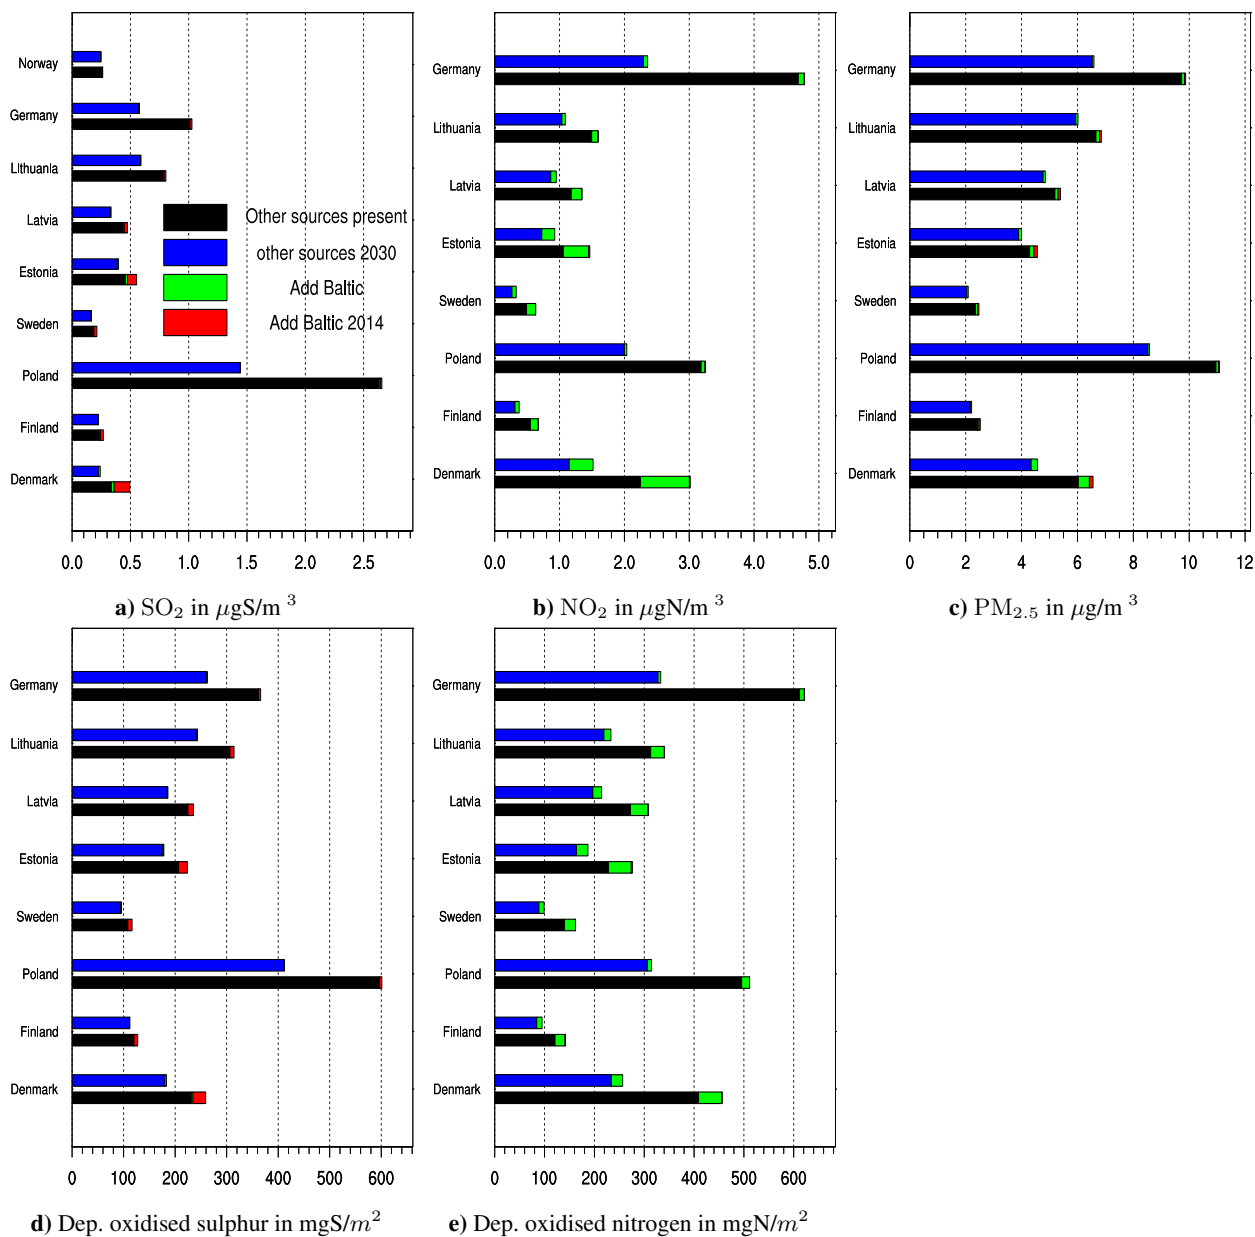 Norway
Germany
Lithuania
Latvia
Estonia
Sweden
Poland
Finland
Denmark
Other sources present
other sources 2030
Add Baltic
Add Baltic 2014
0.0 0.5 1.0 1.5 2.0 2.5
a) SO₂ in μgS/m ³
Germany
Lithuania
Latvia
Estonia
Sweden
Poland
Finland
Denmark
0.0 1.0 2.0 3.0 4.0 5.0
b) NO₂ in μgN/m ³
Germany
Lithuania
Latvia
Estonia
Sweden
Poland
Finland
Denmark
0 2 4 6 8 10 12
c) PM₂.₅ in μg/m ³
Germany
Lithuania
Latvia
Estonia
Sweden
Poland
Finland
Denmark
0 100 200 300 400 500 600
d) Dep. oxidised sulphur in mgS/m²
Germany
Lithuania
Latvia
Estonia
Sweden
Poland
Finland
Denmark
0 100 200 300 400 500 600
e) Dep. oxidised nitrogen in mgN/m²